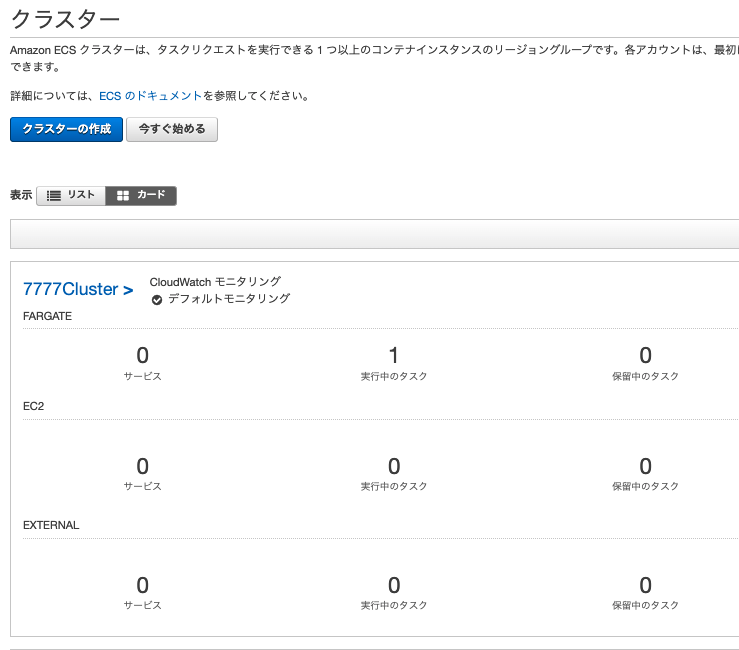 クラスター
Amazon ECS クラスターは、タスクリクエストを実行できる 1 つ以上のコンテナインスタンスのリージョングループです。各アカウントは、最初に
できます。
詳細については、ECS のドキュメントを参照してください。
クラスターの作成 今すぐ始める
表示 リスト カード
7777Cluster > CloudWatch モニタリング
デフォルトモニタリング
FARGATE
0 1 0
サービス 実行中のタスク 保留中のタスク
EC2
0 0 0
サービス 実行中のタスク 保留中のタスク
EXTERNAL
0 0 0
サービス 実行中のタスク 保留中のタスク